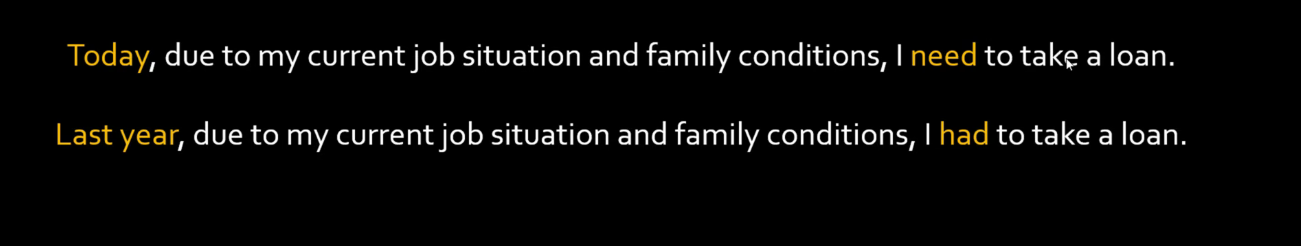 Today, due to my current job situation and family conditions, I need to take a loan.
Last year, due to my current job situation and family conditions, I had to take a loan.